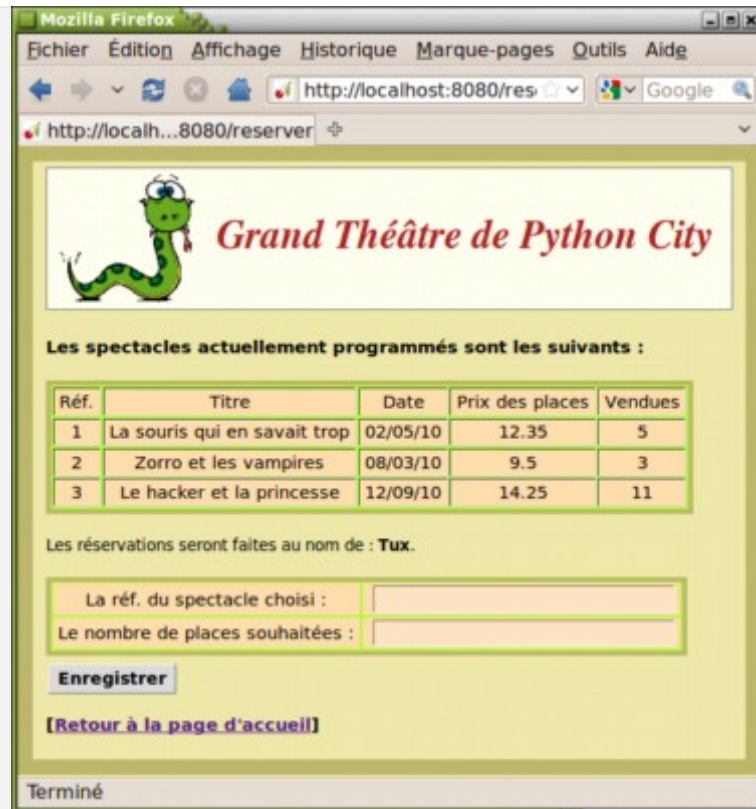 Mozilla Firefox
Fichier Édition Affichage Historique Marque-pages Outils Aide
http://localhost:8080/res
Google
http://localh...8080/reserver
Grand Théâtre de Python City
Les spectacles actuellement programmés sont les suivants :
Réf. Titre Date Prix des places Vendues
1 La souris qui en savait trop 02/05/10 12.35 5
2 Zorro et les vampires 08/03/10 9.5 3
3 Le hacker et la princesse 12/09/10 14.25 11
Les réservations seront faites au nom de : Tux.
La réf. du spectacle choisi :
Le nombre de places souhaitées :
Enregistrer
[Retour à la page d'accueil]
Terminé